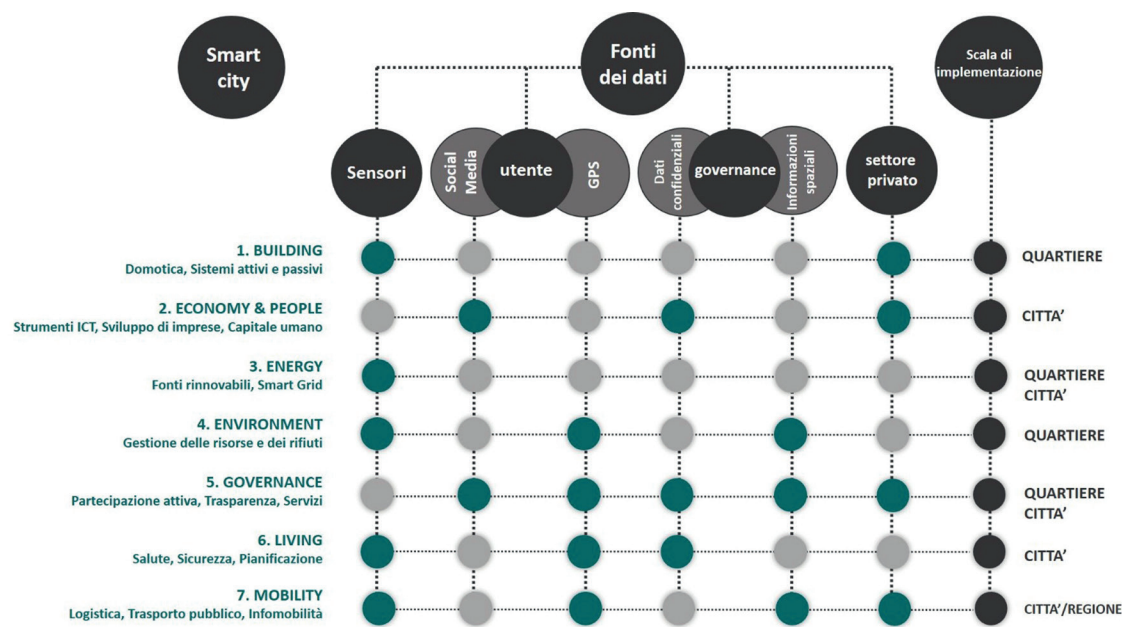 Smart
city
Fonti
dei dati
Scala di
implementazione
Sensori
Social
Media
utente
GPS
Dati
confidenziali
governance
Informazioni
spaziali
settore
privato
1. BUILDING
Domotica, Sistemi attivi e passivi
QUARTIERE
2. ECONOMY & PEOPLE
Strumenti ICT, Sviluppo di imprese, Capitale umano
CITTA'
3. ENERGY
Fonti rinnovabili, Smart Grid
QUARTIERE
CITTA'
4. ENVIRONMENT
Gestione delle risorse e dei rifiuti
QUARTIERE
5. GOVERNANCE
Partecipazione attiva, Trasparenza, Servizi
QUARTIERE
CITTA'
6. LIVING
Salute, Sicurezza, Pianificazione
CITTA'
7. MOBILITY
Logistica, Trasporto pubblico, Infomobilità
CITTA'/REGIONE